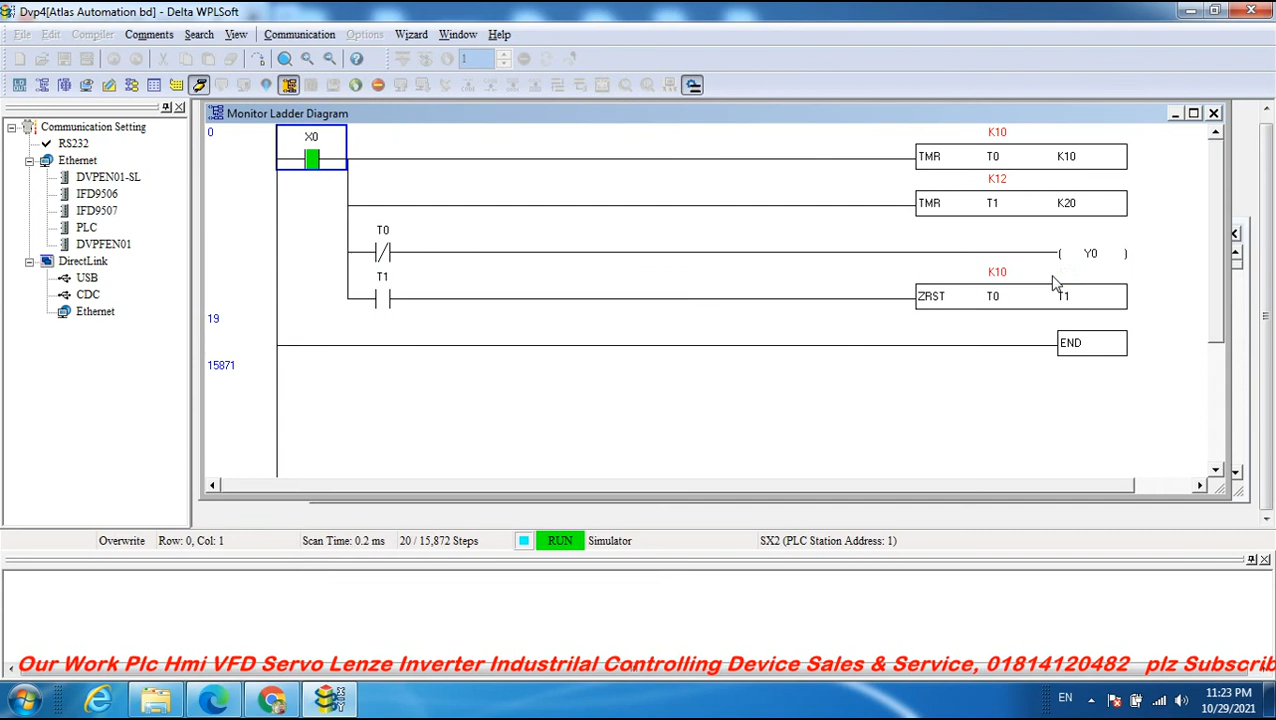 Dvp4[Atlas Automation bd] - Delta WPLSoft
File Edit Compiler Comments Search View Communication Options Wizard Window Help
1
Communication Setting
RS232
Ethernet
DVPEN01-SL
IFD9506
IFD9507
PLC
DVPFEN01
DirectLink
USB
CDC
Ethernet
Monitor Ladder Diagram
0
X0
K10
TMR T0 K10
K12
TMR T1 K20
T0
Y0
T1
K10
ZRST T0 T1
19
END
15871
Overwrite Row: 0, Col: 1 Scan Time: 0.2 ms 20 / 15,872 Steps RUN Simulator SX2 (PLC Station Address: 1)
Our Work Plc Hmi VFD Servo Lenze Inverter Industrilal Controlling Device Sales & Service, 01814120482 plz Subscrib
EN
11:23 PM
10/29/2021